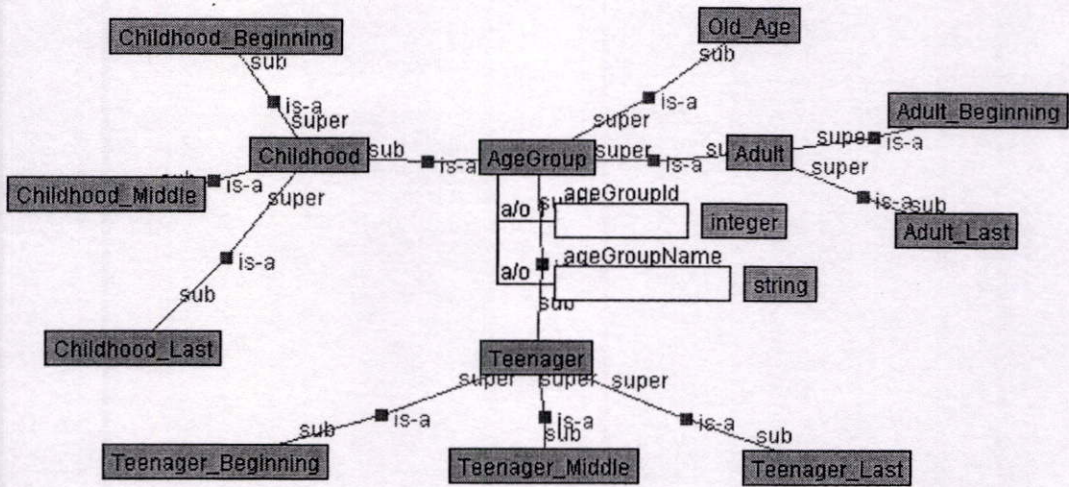 Childhood_Beginning
Old_Age
sub
sub
is-a
is-a
Adult_Beginning
super
super
super
is-a
Childhood
sub
is-a
AgeGroup
super
is-a
Adult
Childhood_Middle
is-a
super
super
is-a
sub
Adult_Last
a/o
ageGroupId
integer
is-a
a/o
ageGroupName
string
sub
sub
Childhood_Last
Teenager
super
super
super
is-a
is-a
is-a
sub
sub
sub
Teenager_Beginning
Teenager_Middle
Teenager_Last